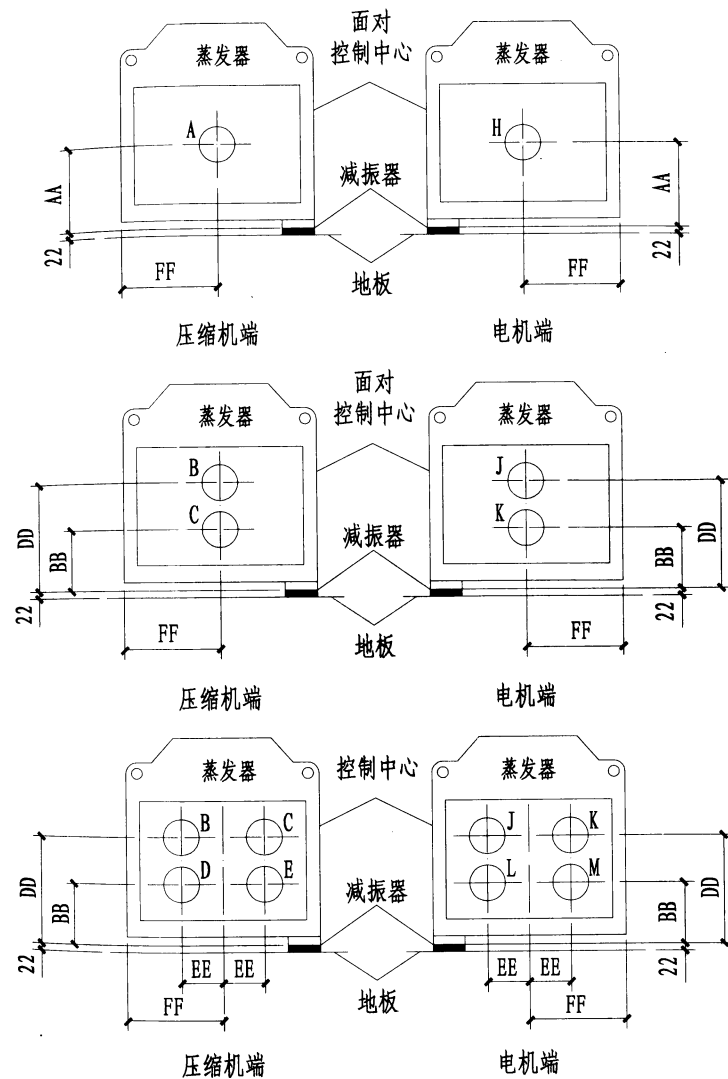 面对
控制中心
蒸发器
蒸发器
A
H
AA
AA
减振器
22
22
FF
FF
地板
压缩机端
电机端
面对
控制中心
蒸发器
蒸发器
B
J
C
K
DD
DD
BB
BB
减振器
22
22
FF
FF
地板
压缩机端
电机端
蒸发器
控制中心
蒸发器
B
C
J
K
D
E
L
M
DD
DD
BB
BB
减振器
22
22
EE
EE
EE
EE
FF
FF
地板
压缩机端
电机端